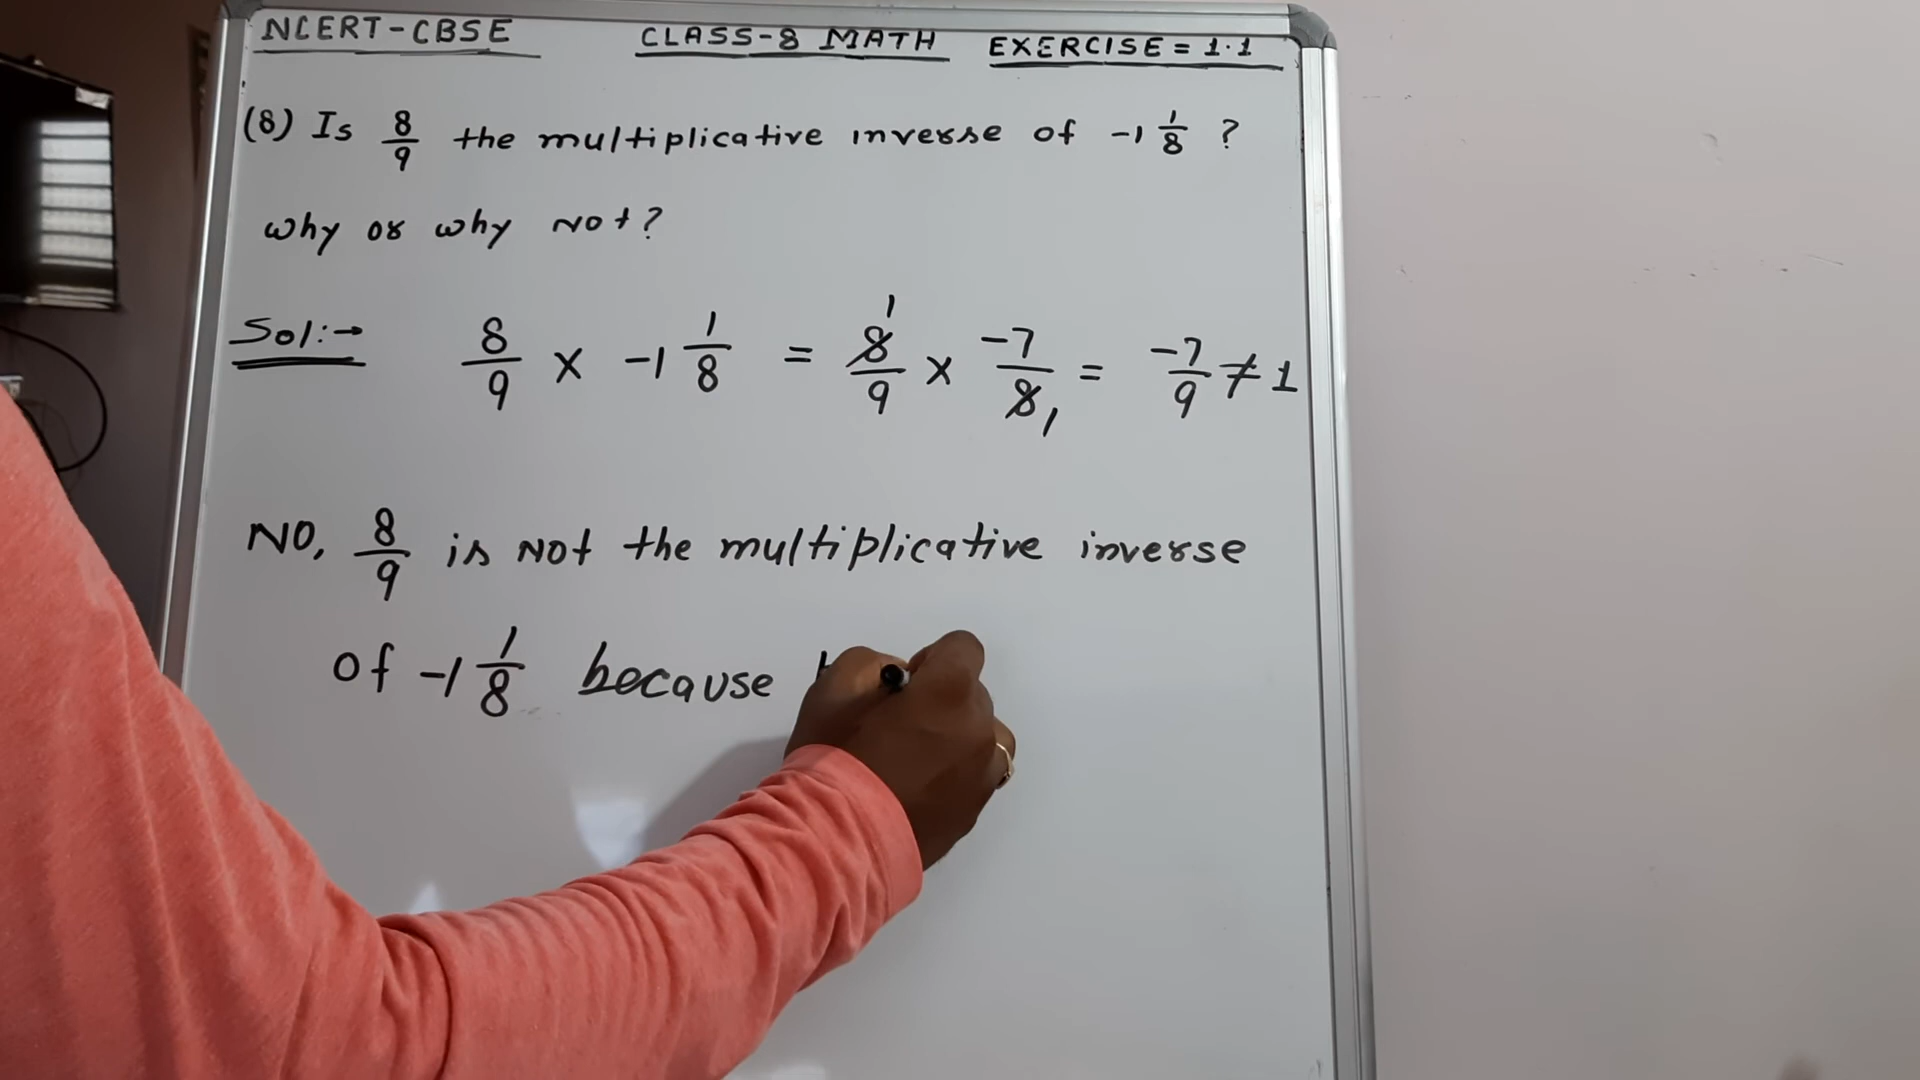 NCERT-CBSE CLASS-8 MATH EXERCISE = 1.1
(8) Is 8/9 the multiplicative inverse of -1 1/8 ?
why or why Not?
Sol:→ 8/9 × -1 1/8 = 8/9 1 × -7/8 1 = -7/9 ≠ 1
NO, 8/9 is Not the multiplicative inverse
of -1 1/8 because